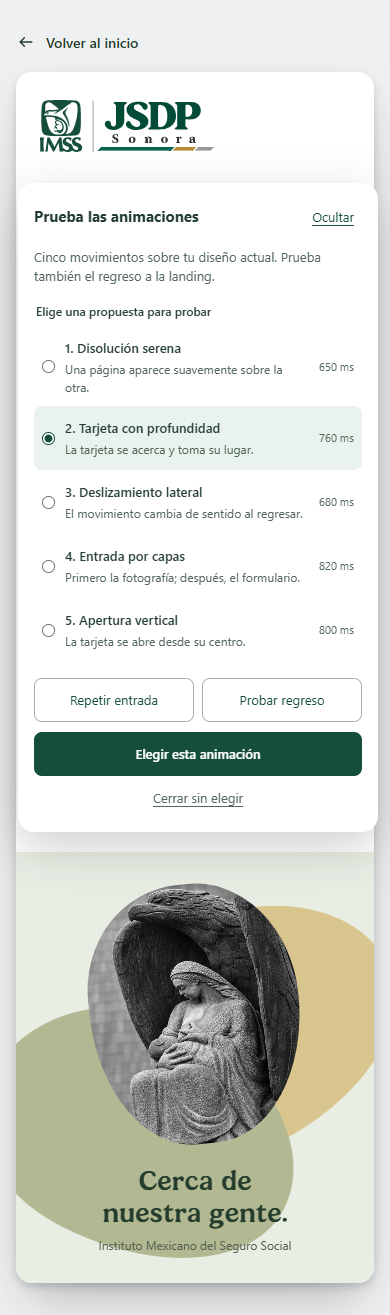 Volver al inicio
IMSS
JSDP
Sonora
Prueba las animaciones
Ocultar
Cinco movimientos sobre tu diseño actual. Prueba
también el regreso a la landing.
Elige una propuesta para probar
1. Disolución serena
Una página aparece suavemente sobre la
otra.
650 ms
2. Tarjeta con profundidad
La tarjeta se acerca y toma su lugar.
760 ms
3. Deslizamiento lateral
El movimiento cambia de sentido al regresar.
680 ms
4. Entrada por capas
Primero la fotografía; después, el formulario.
820 ms
5. Apertura vertical
La tarjeta se abre desde su centro.
800 ms
Repetir entrada
Probar regreso
Elegir esta animación
Cerrar sin elegir
Cerca de
nuestra gente.
Instituto Mexicano del Seguro Social